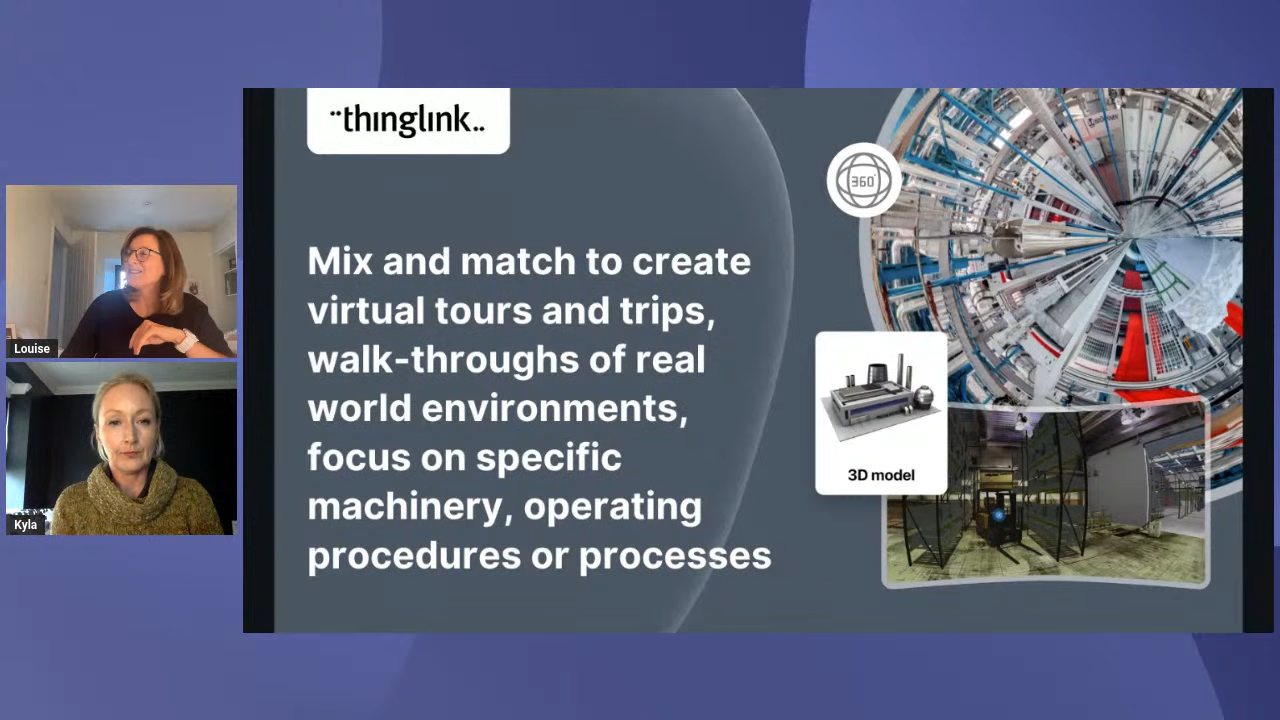 ¨thınglınk..
360°
Mix and match to create
virtual tours and trips,
walk-throughs of real
world environments,
focus on specific
machinery, operating
procedures or processes
3D model
Louise
Kyla